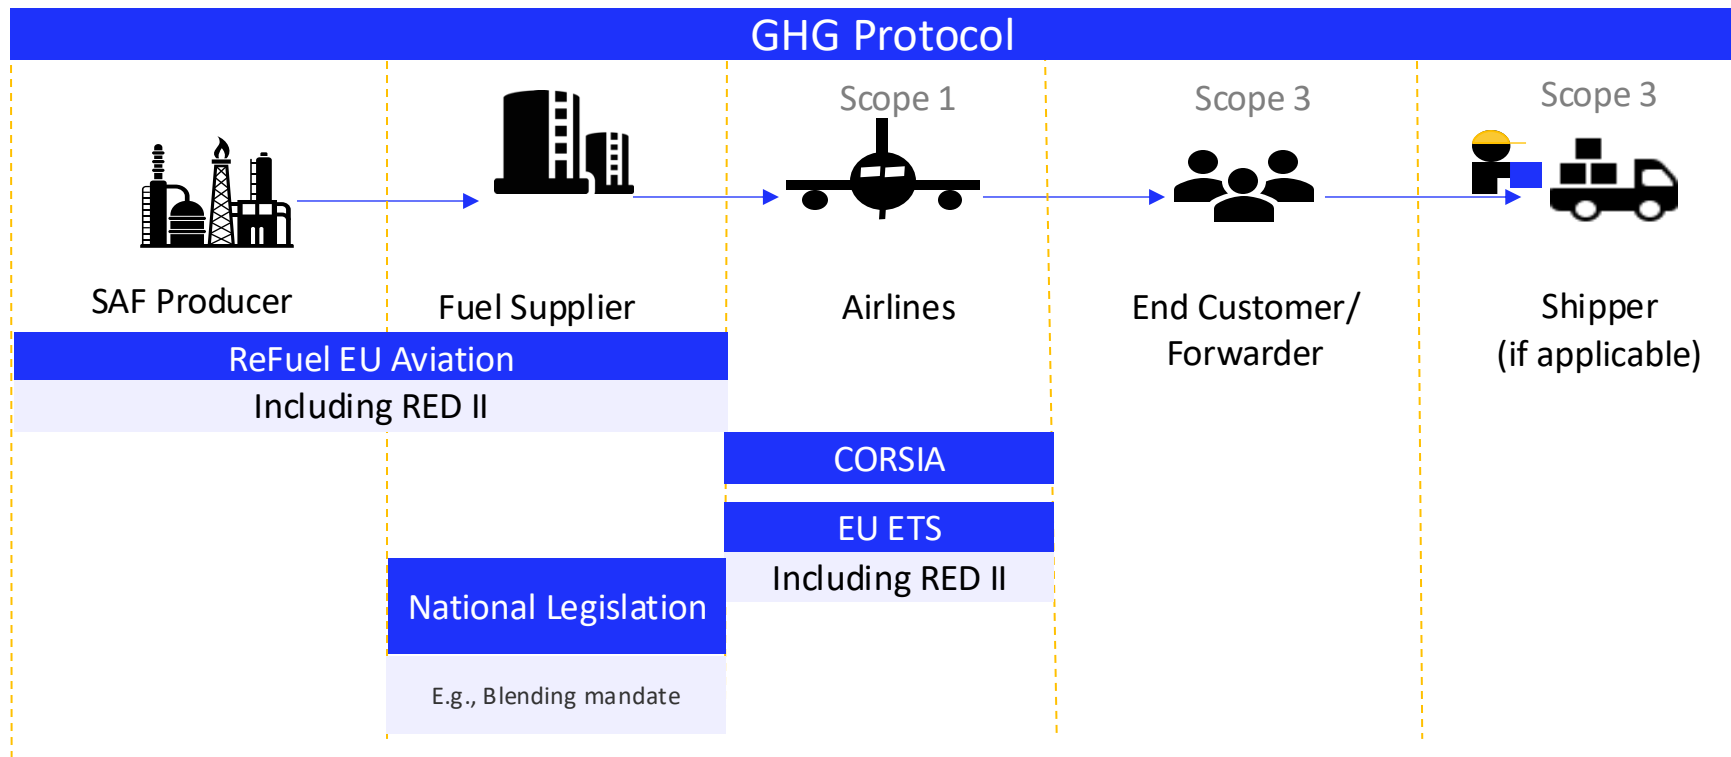 GHG Protocol
Scope 1
Scope 3
Scope 3
SAF Producer
Fuel Supplier
Airlines
End Customer/
Forwarder
Shipper
(if applicable)
ReFuel EU Aviation
Including RED II
CORSIA
EU ETS
Including RED II
National Legislation
E.g., Blending mandate